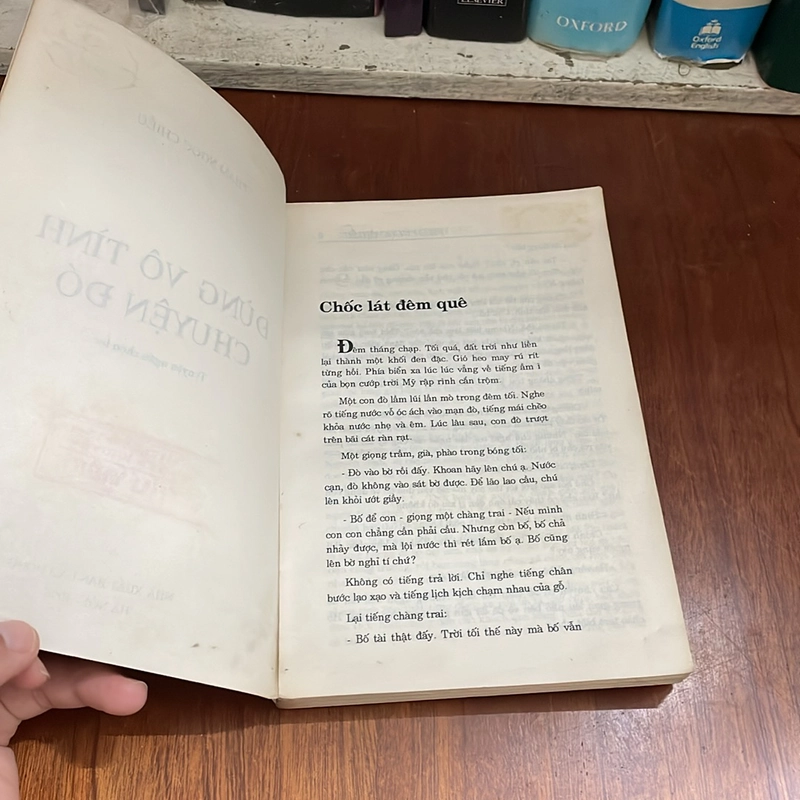 ELSEVIER
OXFORD
Oxford
English
NGỌC CHIÊU
ĐỪNG VÔ TÌNH
CHUYỆN ĐÓ
Chốc lát đêm quê
Đêm tháng chạp. Tối quá, đất trời như liền
lại thành một khối đen đặc. Gió heo may rú rít
từng hồi. Phía biển xa lúc lúc vẳng về tiếng ầm ì
của bọn cướp trời Mỹ rập rình cắn trộm.
Một con đò lầm lũi lần mò trong đêm tối. Nghe
rõ tiếng nước vỗ óc ách vào mạn đò, tiếng mái chèo
khỏa nước nhẹ và êm. Lúc lâu sau, con đò trượt
trên bãi cát ràn rạt.
Một giọng trầm, già, phào trong bóng tối:
- Đò vào bờ rồi đấy. Khoan hãy lên chú ạ. Nước
cạn, đò không vào sát bờ được. Để lão lao cầu, chú
lên khỏi ướt giầy.
- Bố để con - giọng một chàng trai - Nếu mình
con con chẳng cần phải cầu. Nhưng còn bố, bố chả
nhảy được, mà lội nước thì rét lắm bố ạ. Bố cũng
lên bờ nghỉ tí chứ?
Không có tiếng trả lời. Chỉ nghe tiếng chân
bước lạo xạo và tiếng lịch kịch chạm nhau của gỗ.
Lại tiếng chàng trai:
- Bố tài thật đấy. Trời tối thế này mà bố vẫn